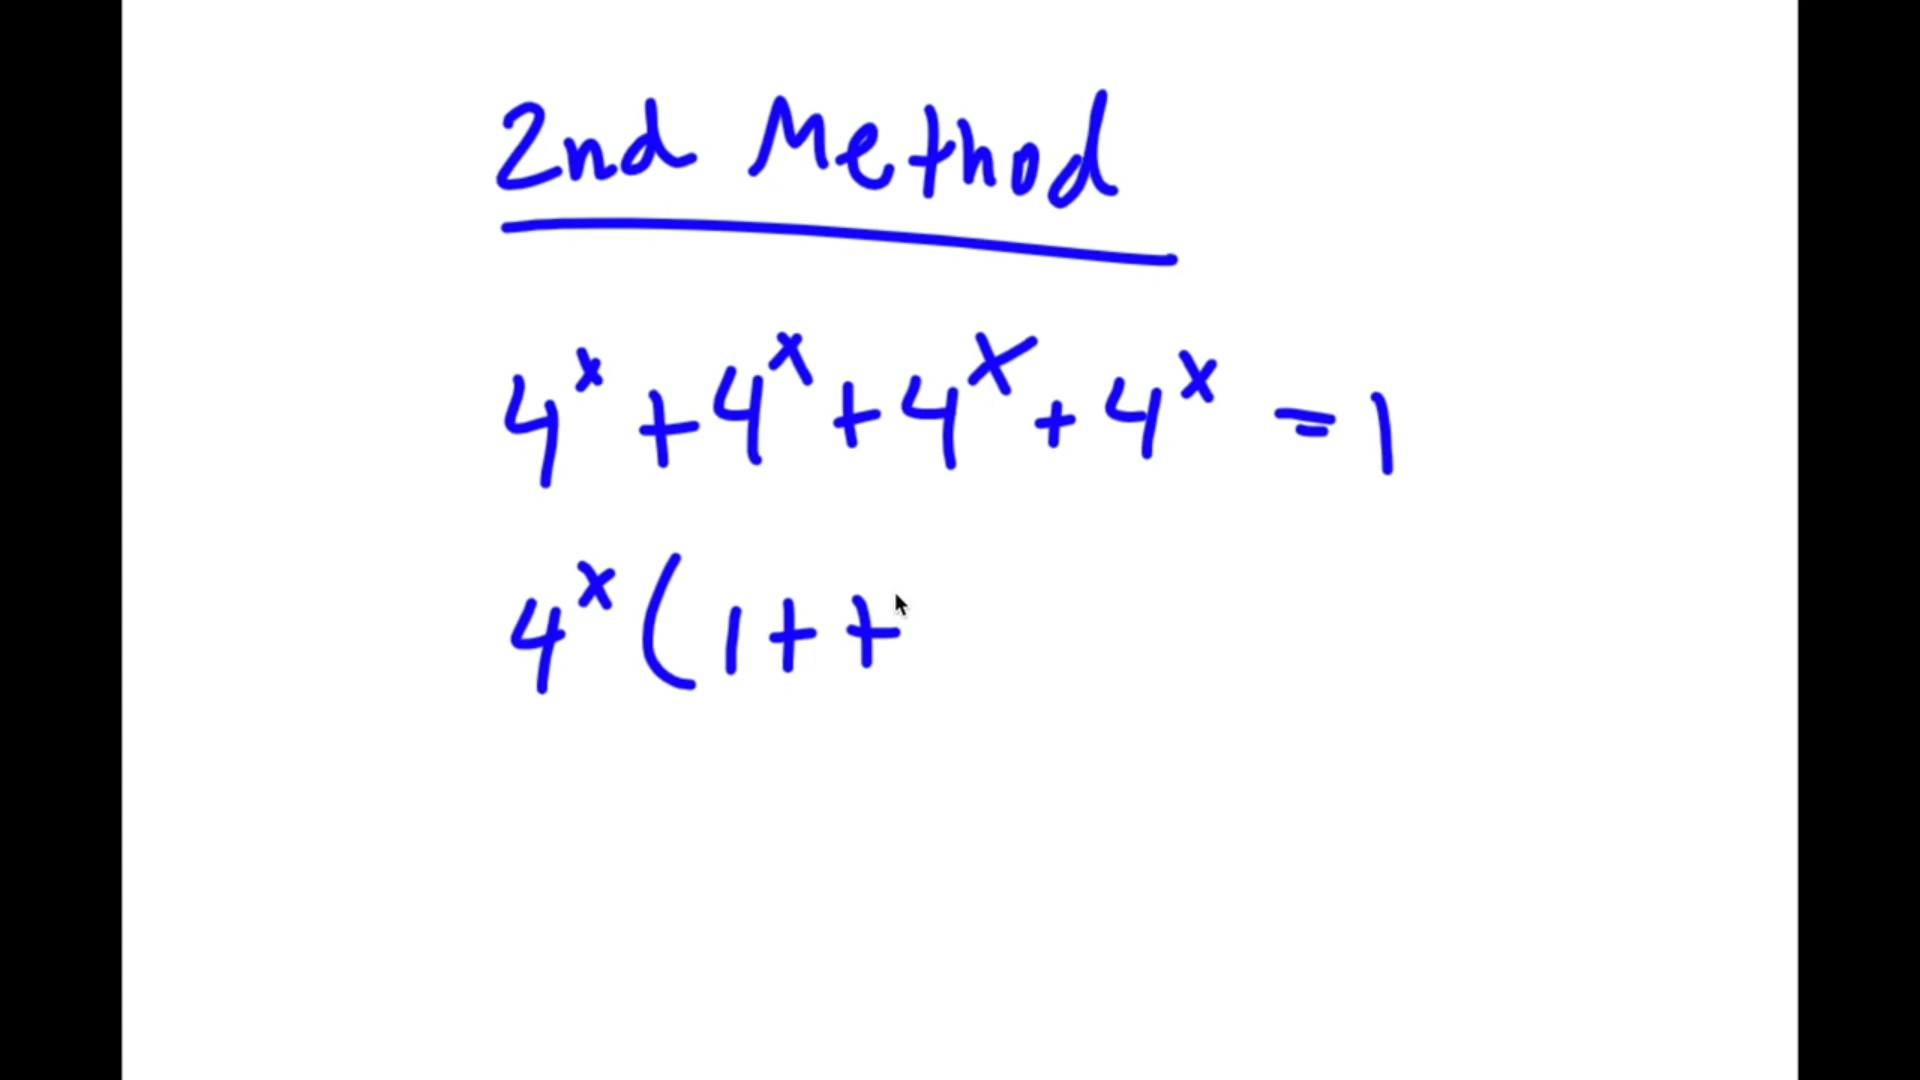 2nd Method
4^x + 4^x + 4^x + 4^x = 1
4^x ( 1 + +